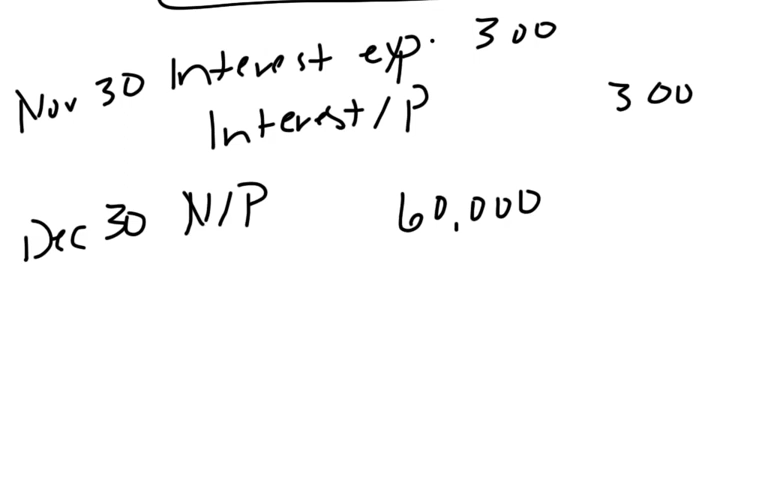 Nov 30 Interest exp. 300
Interest/P 300
Dec 30 N/P 60,000